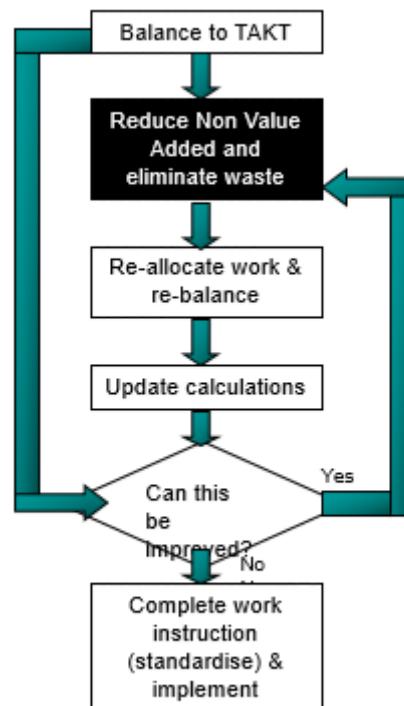 Balance to TAKT
Reduce Non Value
Added and
eliminate waste
Re-allocate work &
re-balance
Update calculations
Can this
be
improved?
Yes
No
Complete work
instruction
(standardise) &
implement